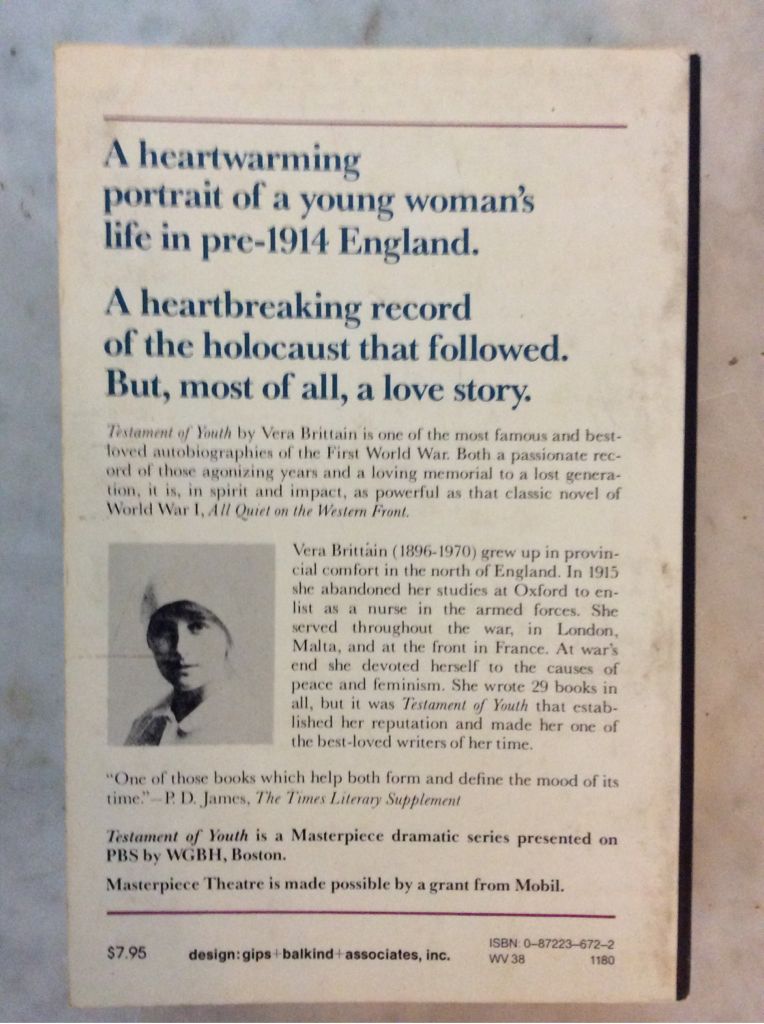 A heartwarming
portrait of a young woman's
life in pre-1914 England.
A heartbreaking record
of the holocaust that followed.
But, most of all, a love story.
Testament of Youth by Vera Brittain is one of the most famous and best-
loved autobiographies of the First World War. Both a passionate rec-
ord of those agonizing years and a loving memorial to a lost genera-
tion, it is, in spirit and impact, as powerful as that classic novel of
World War I, All Quiet on the Western Front.
Vera Brittain (1896-1970) grew up in provin-
cial comfort in the north of England. In 1915
she abandoned her studies at Oxford to en-
list as a nurse in the armed forces. She
served throughout the war, in London,
Malta, and at the front in France. At war's
end she devoted herself to the causes of
peace and feminism. She wrote 29 books in
all, but it was Testament of Youth that estab-
lished her reputation and made her one of
the best-loved writers of her time.
"One of those books which help both form and define the mood of its
time."—P. D. James, The Times Literary Supplement
Testament of Youth is a Masterpiece dramatic series presented on
PBS by WGBH, Boston.
Masterpiece Theatre is made possible by a grant from Mobil.
$7.95 design: gips+balkind+associates, inc. ISBN: 0-87223-672-2
WV 38 1180